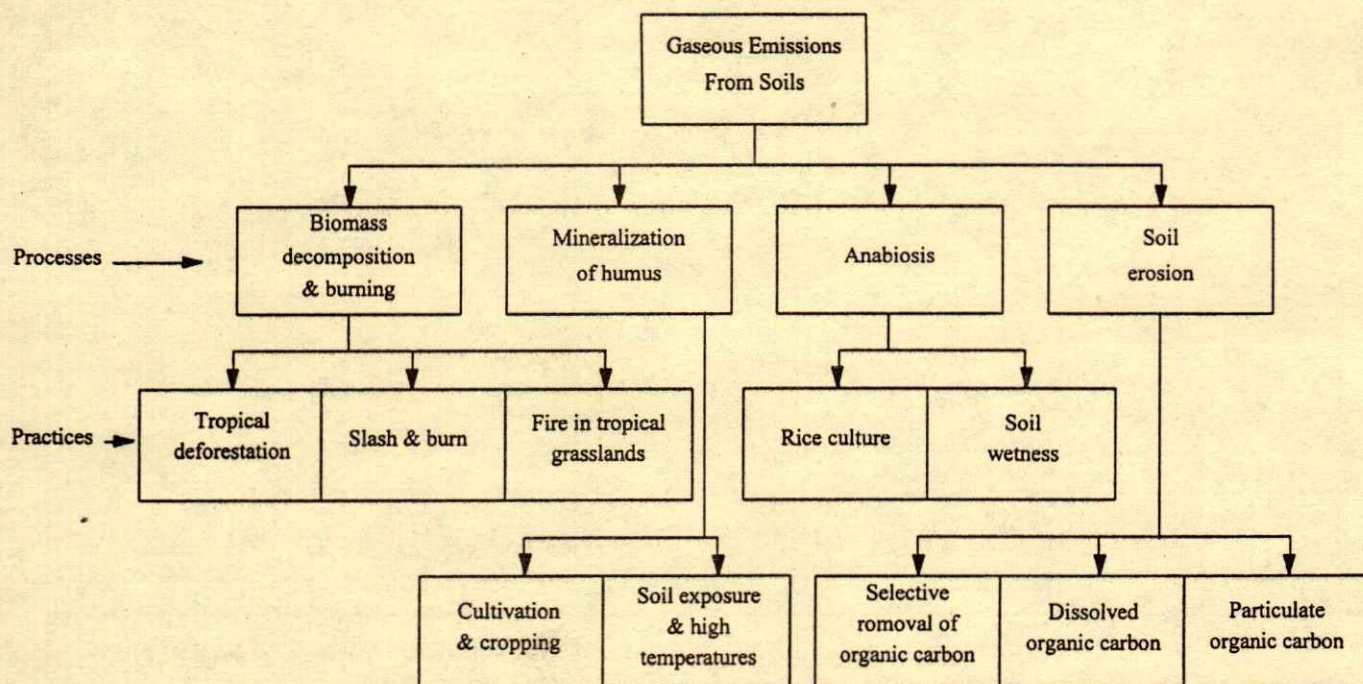 Gaseous Emissions
From Soils
Processes
Biomass
decomposition
& burning
Mineralization
of humus
Anabiosis
Soil
erosion
Practices
Tropical
deforestation
Slash & burn
Fire in tropical
grasslands
Rice culture
Soil
wetness
Cultivation
& cropping
Soil exposure
& high
temperatures
Selective
romoval of
organic carbon
Dissolved
organic carbon
Particulate
organic carbon